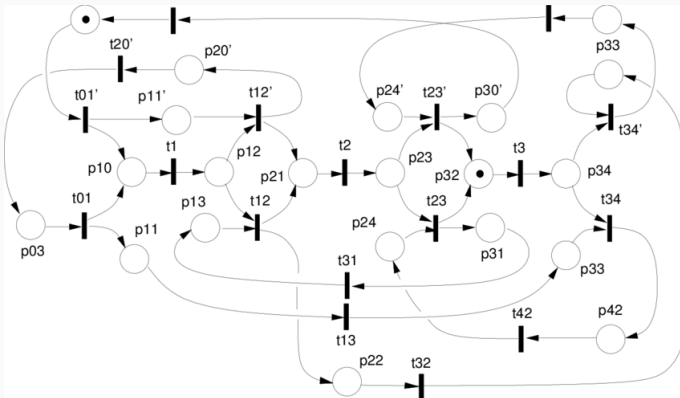 t20'
p20'
p33
t01'
p11'
t12'
p24'
t23'
p30'
t34'
p10
t1
p12
p21
t2
p23
p32
t3
p34
t01
p13
t12
p24
t23
t34
p03
p11
p31
p33
t31
t13
t42
p42
p22
t32